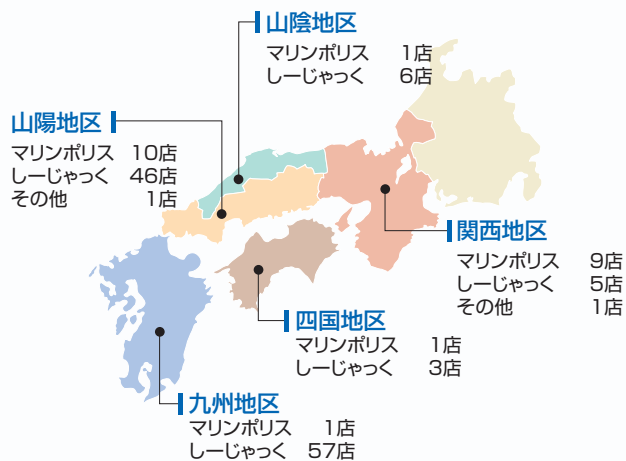 山陰地区
マリンポリス 1店
しーじゃっく 6店
山陽地区
マリンポリス 10店
しーじゃっく 46店
その他 1店
関西地区
マリンポリス 9店
しーじゃっく 5店
その他 1店
四国地区
マリンポリス 1店
しーじゃっく 3店
九州地区
マリンポリス 1店
しーじゃっく 57店